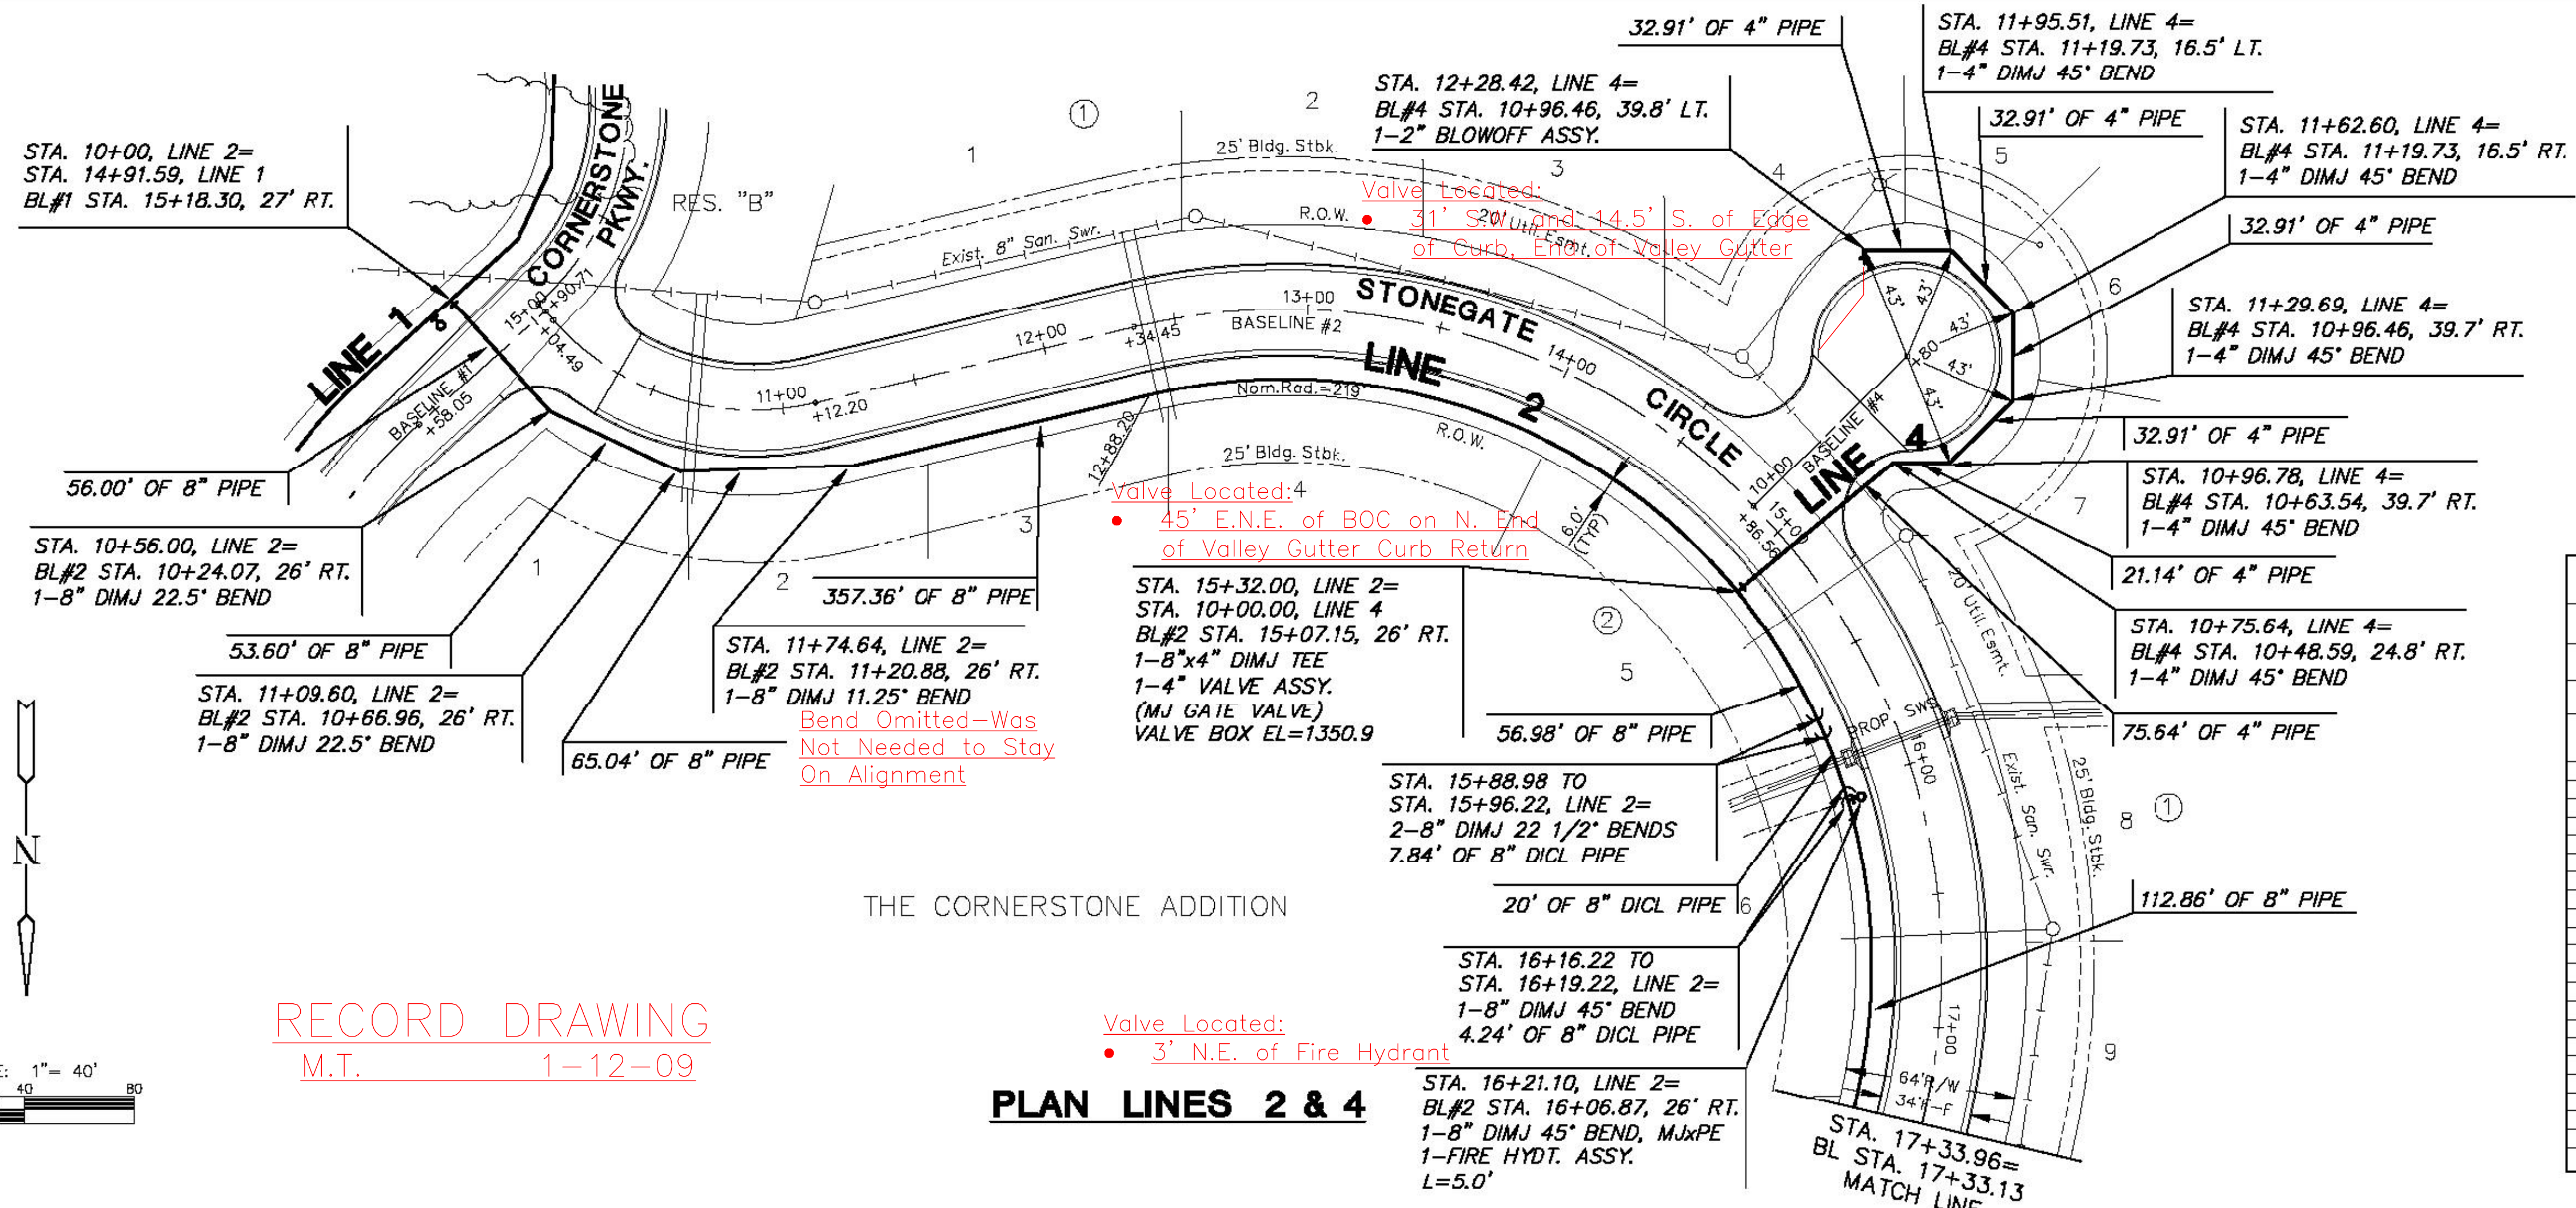 32.91' OF 4" PIPE
STA. 11+95.51, LINE 4=
BL#4 STA. 11+19.73, 16.5' LT.
1-4" DIMJ 45° BEND
STA. 12+28.42, LINE 4=
BL#4 STA. 10+96.46, 39.8' LT.
1-2" BLOWOFF ASSY.
32.91' OF 4" PIPE
STA. 11+62.60, LINE 4=
BL#4 STA. 11+19.73, 16.5' RT.
1-4" DIMJ 45° BEND
STA. 10+00, LINE 2=
STA. 14+91.59, LINE 1
BL#1 STA. 15+18.30, 27' RT.
CORNERSTONE
PKWY.
RES. "B"
1
1
2
25' Bldg. Stbk.
3
4
5
6
Valve Located:
• 31' S.W. and 14.5' S. of Edge
of Curb, End of Valley Gutter
R.O.W.
20' Util. Esmt.
Exist. 8" San. Swr.
32.91' OF 4" PIPE
STA. 11+29.69, LINE 4=
BL#4 STA. 10+96.46, 39.7' RT.
1-4" DIMJ 45° BEND
43'
43'
43'
43'
43'
+80
LINE 1
15+00
+90.71
+04.49
BASELINE #1
+58.05
11+00
+12.20
12+00
+34.45
13+00
BASELINE #2
STONEGATE
CIRCLE
14+00
LINE 2
Nom.Rad.=219'
R.O.W.
12+88.20
25' Bldg. Stbk.
10+00
BASELINE #4
LINE 4
15+00
+86.56
6.0'
(TYP)
32.91' OF 4" PIPE
STA. 10+96.78, LINE 4=
BL#4 STA. 10+63.54, 39.7' RT.
1-4" DIMJ 45° BEND
7
21.14' OF 4" PIPE
STA. 10+75.64, LINE 4=
BL#4 STA. 10+48.59, 24.8' RT.
1-4" DIMJ 45° BEND
75.64' OF 4" PIPE
56.00' OF 8" PIPE
STA. 10+56.00, LINE 2=
BL#2 STA. 10+24.07, 26' RT.
1-8" DIMJ 22.5° BEND
1
2
3
4
53.60' OF 8" PIPE
STA. 11+09.60, LINE 2=
BL#2 STA. 10+66.96, 26' RT.
1-8" DIMJ 22.5° BEND
357.36' OF 8" PIPE
STA. 11+74.64, LINE 2=
BL#2 STA. 11+20.88, 26' RT.
1-8" DIMJ 11.25° BEND
Bend Omitted-Was
Not Needed to Stay
On Alignment
65.04' OF 8" PIPE
Valve Located:
• 45' E.N.E. of BOC on N. End
of Valley Gutter Curb Return
STA. 15+32.00, LINE 2=
STA. 10+00.00, LINE 4
BL#2 STA. 15+07.15, 26' RT.
1-8"x4" DIMJ TEE
1-4" VALVE ASSY.
(MJ GATE VALVE)
VALVE BOX EL=1350.9
2
5
20' Util. Esmt.
56.98' OF 8" PIPE
PROP. SWS
16+00
Exist. San. Swr.
25' Bldg. Stbk.
8
1
STA. 15+88.98 TO
STA. 15+96.22, LINE 2=
2-8" DIMJ 22 1/2° BENDS
7.84' OF 8" DICL PIPE
20' OF 8" DICL PIPE
6
112.86' OF 8" PIPE
THE CORNERSTONE ADDITION
N
STA. 16+16.22 TO
STA. 16+19.22, LINE 2=
1-8" DIMJ 45° BEND
4.24' OF 8" DICL PIPE
17+00
9
RECORD DRAWING
M.T. 1-12-09
Valve Located:
• 3' N.E. of Fire Hydrant
1"= 40'
40 80
PLAN LINES 2 & 4
STA. 16+21.10, LINE 2=
BL#2 STA. 16+06.87, 26' RT.
1-8" DIMJ 45° BEND, MJxPE
1-FIRE HYDT. ASSY.
L=5.0'
64'R/W
34'F-F
STA. 17+33.96=
BL STA. 17+33.13
MATCH LINE